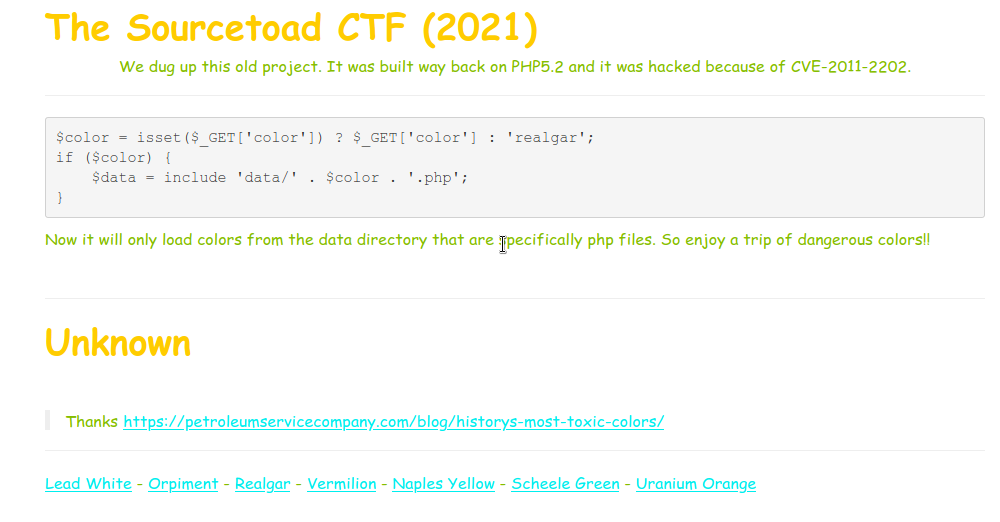 The Sourcetoad CTF (2021)
We dug up this old project. It was built way back on PHP5.2 and it was hacked because of CVE-2011-2202.
$color = isset($_GET['color']) ? $_GET['color'] : 'realgar';
if ($color) {
    $data = include 'data/' . $color . '.php';
}
Now it will only load colors from the data directory that are specifically php files. So enjoy a trip of dangerous colors!!
Unknown
Thanks https://petroleumservicecompany.com/blog/historys-most-toxic-colors/
Lead White - Orpiment - Realgar - Vermilion - Naples Yellow - Scheele Green - Uranium Orange